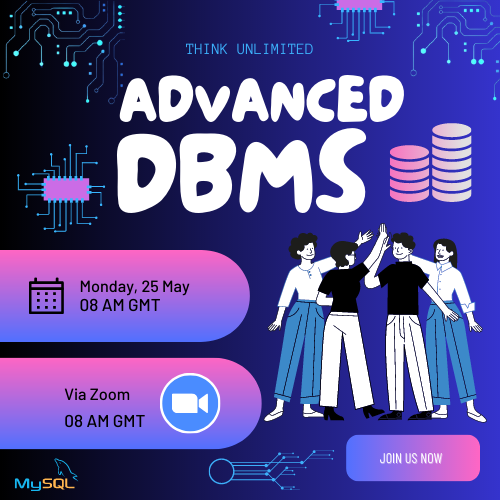 THINK UNLIMITED
ADVANCED
DBMS
Monday, 25 May
08 AM GMT
Via Zoom
08 AM GMT
JOIN US NOW
MySQL